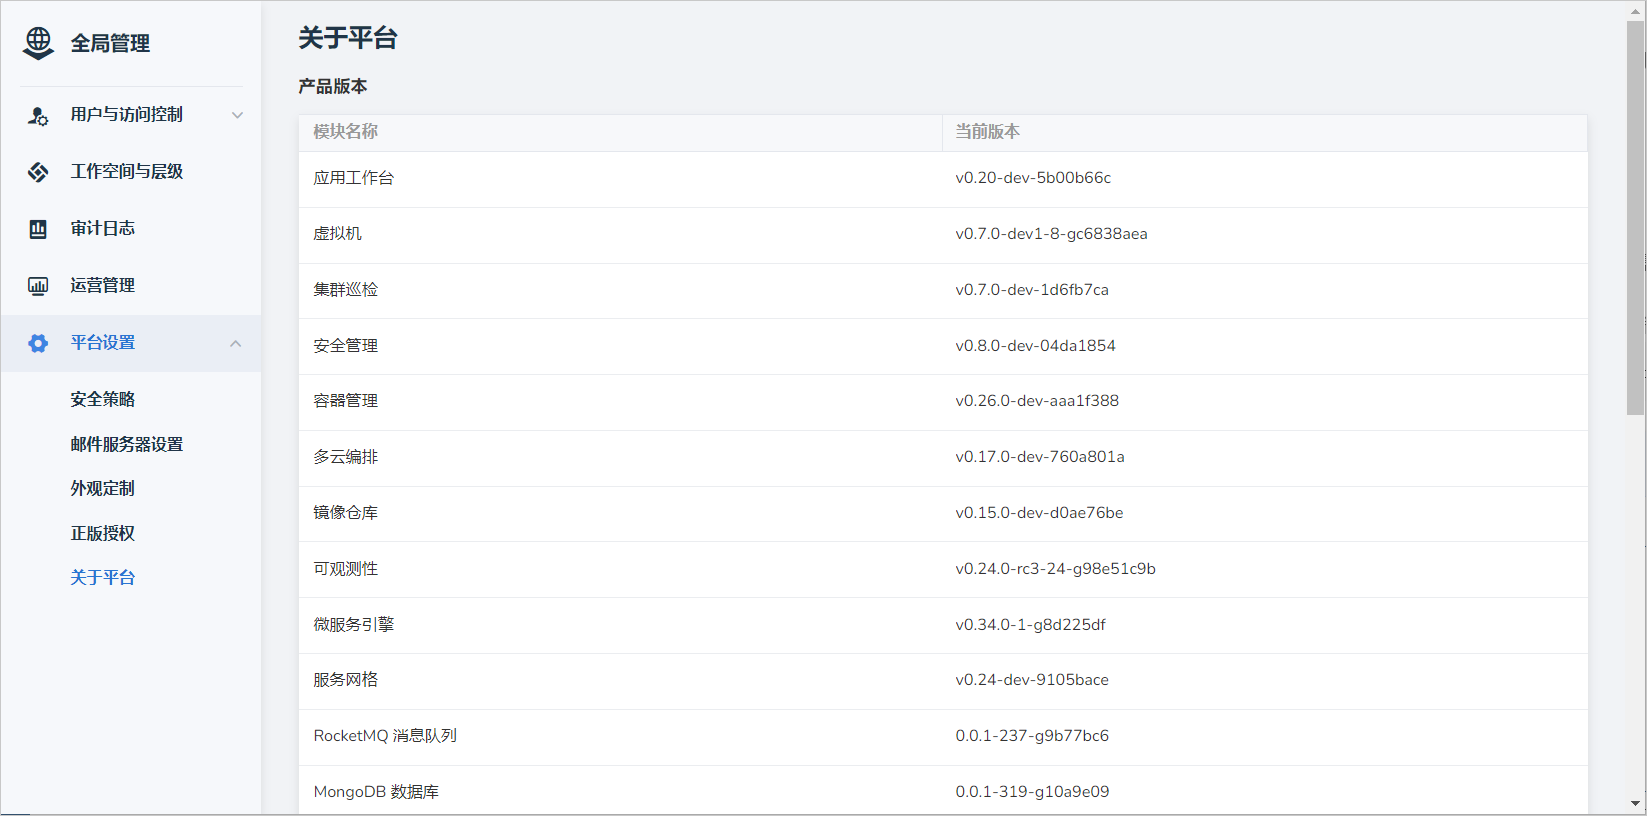 全局管理
用户与访问控制
工作空间与层级
审计日志
运营管理
平台设置
安全策略
邮件服务器设置
外观定制
正版授权
关于平台
关于平台
产品版本
模块名称 当前版本
应用工作台 v0.20-dev-5b00b66c
虚拟机 v0.7.0-dev1-8-gc6838aea
集群巡检 v0.7.0-dev-1d6fb7ca
安全管理 v0.8.0-dev-04da1854
容器管理 v0.26.0-dev-aaa1f388
多云编排 v0.17.0-dev-760a801a
镜像仓库 v0.15.0-dev-d0ae76be
可观测性 v0.24.0-rc3-24-g98e51c9b
微服务引擎 v0.34.0-1-g8d225df
服务网格 v0.24-dev-9105bace
RocketMQ 消息队列 0.0.1-237-g9b77bc6
MongoDB 数据库 0.0.1-319-g10a9e09